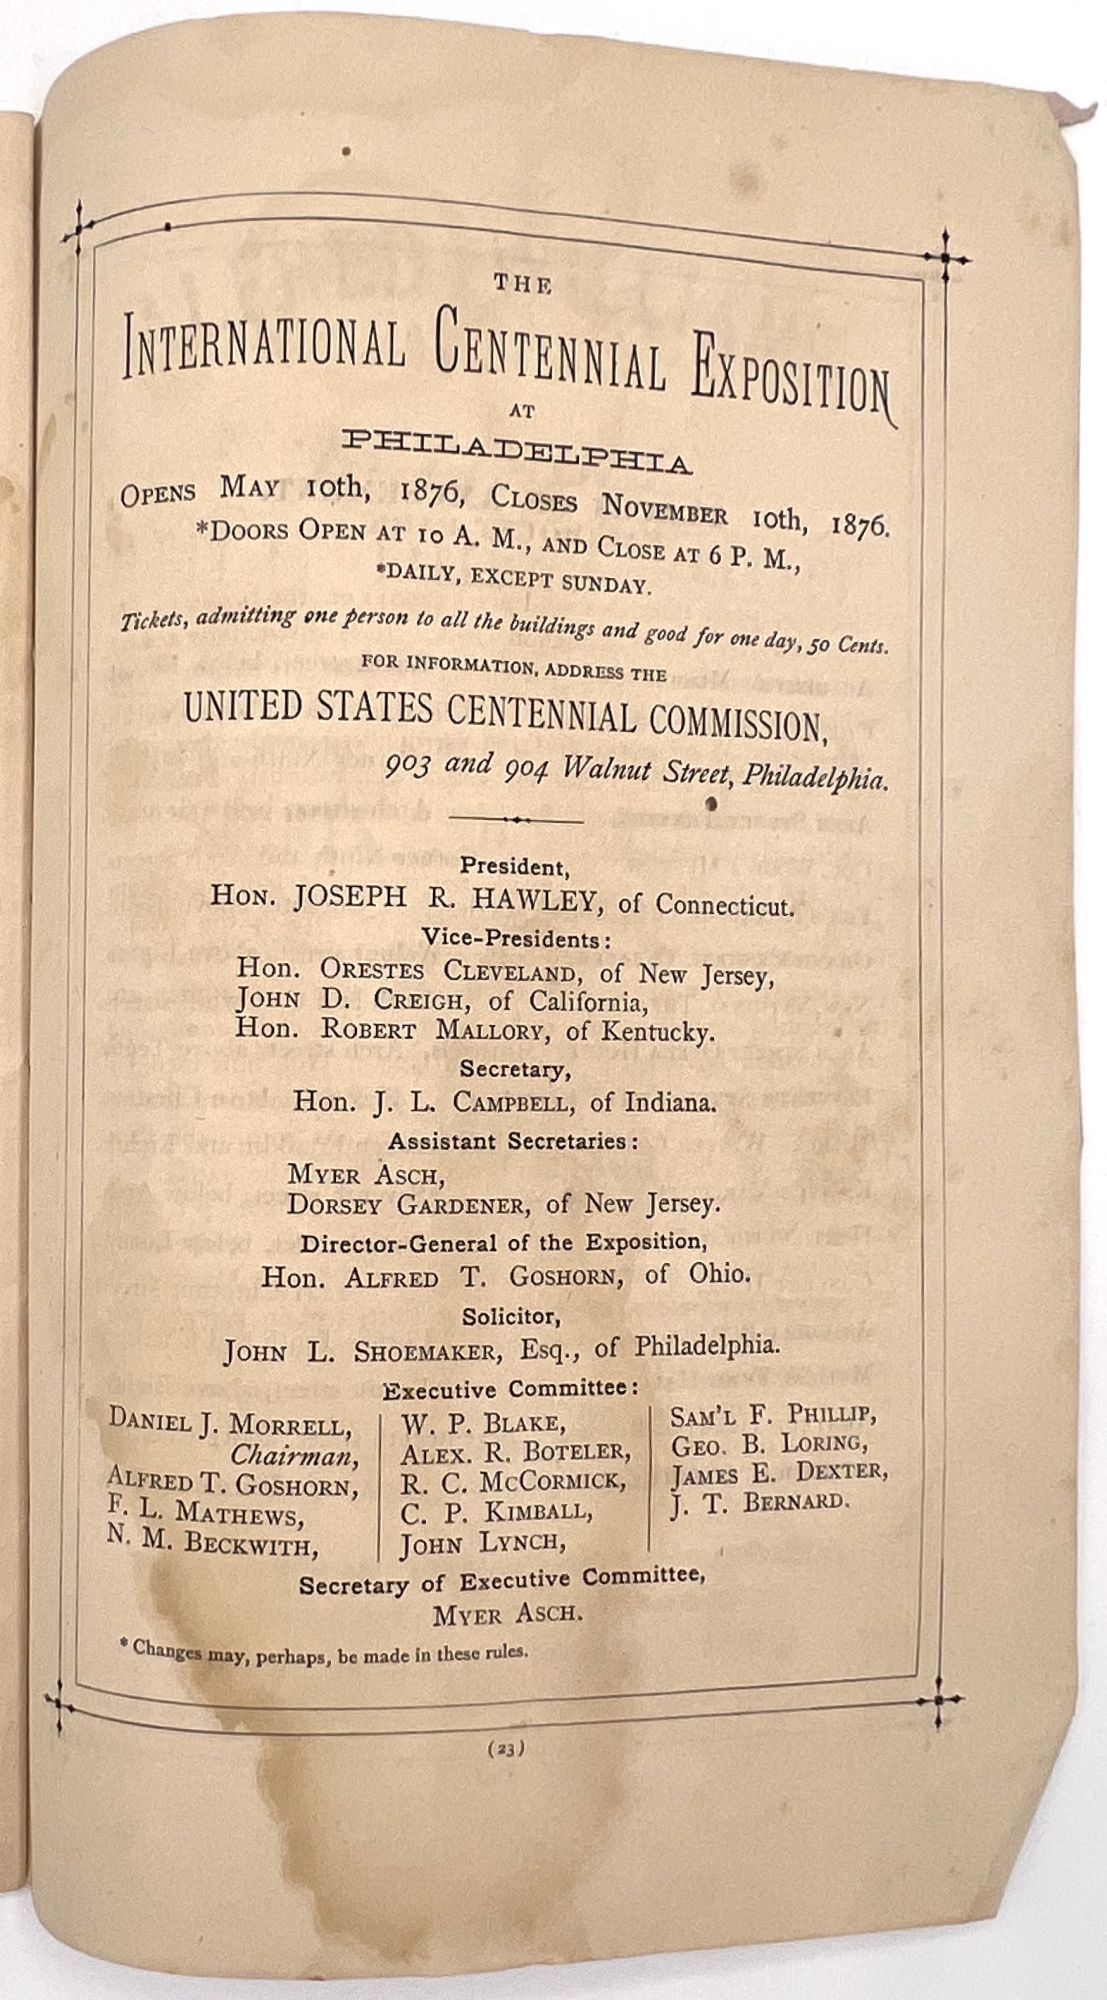 THE
INTERNATIONAL CENTENNIAL EXPOSITION
AT
PHILADELPHIA
OPENS MAY 10th, 1876, CLOSES NOVEMBER 10th, 1876.
*DOORS OPEN AT 10 A. M., AND CLOSE AT 6 P. M.,
*DAILY, EXCEPT SUNDAY.
Tickets, admitting one person to all the buildings and good for one day, 50 Cents.
FOR INFORMATION, ADDRESS THE
UNITED STATES CENTENNIAL COMMISSION,
903 and 904 Walnut Street, Philadelphia.
President,
HON. JOSEPH R. HAWLEY, of Connecticut.
Vice-Presidents:
Hon. ORESTES CLEVELAND, of New Jersey,
JOHN D. CREIGH, of California,
Hon. ROBERT MALLORY, of Kentucky.
Secretary,
Hon. J. L. CAMPBELL, of Indiana.
Assistant Secretaries:
MYER ASCH,
DORSEY GARDENER, of New Jersey.
Director-General of the Exposition,
Hon. ALFRED T. GOSHORN, of Ohio.
Solicitor,
JOHN L. SHOEMAKER, Esq., of Philadelphia.
Executive Committee:
DANIEL J. MORRELL,
Chairman,
ALFRED T. GOSHORN,
F. L. MATHEWS,
N. M. BECKWITH,
W. P. BLAKE,
ALEX. R. BOTELER,
R. C. MCCORMICK,
C. P. KIMBALL,
JOHN LYNCH,
SAM'L F. PHILLIP,
GEO. B. LORING,
JAMES E. DEXTER,
J. T. BERNARD.
Secretary of Executive Committee,
MYER ASCH.
* Changes may, perhaps, be made in these rules.
(23)